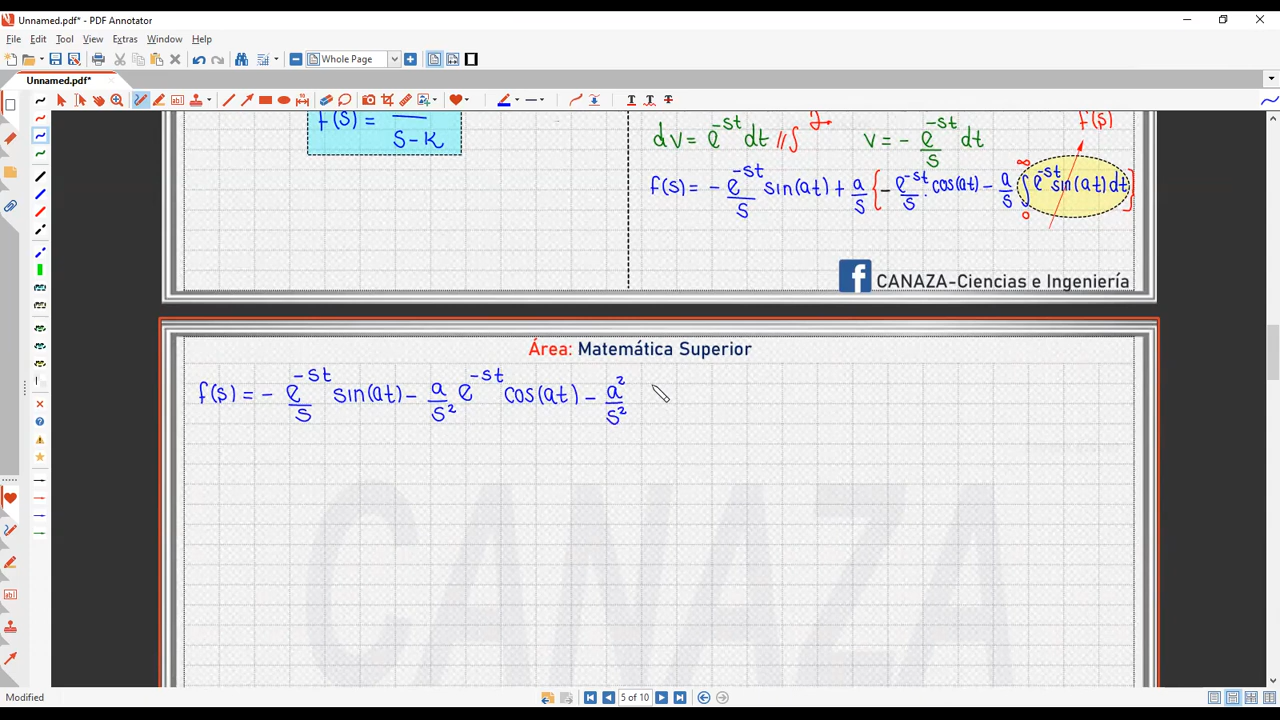 Unnamed.pdf* - PDF Annotator
File Edit Tool View Extras Window Help
Whole Page
Unnamed.pdf*
f(s) = ―
s-k
f(s)
dv = e^-st dt // ∫ v = - e^-st/s dt
f(s) = - e^-st/s sin(at) + a/s { - e^-st/s . cos(at) - a/s ∫_0^∞ e^-st sin(at) dt }
f CANAZA-Ciencias e Ingeniería
Área: Matemática Superior
f(s) = - e^-st/s sin(at) - a/s² e^-st cos(at) - a²/s²
CANAZA
Modified
5 of 10